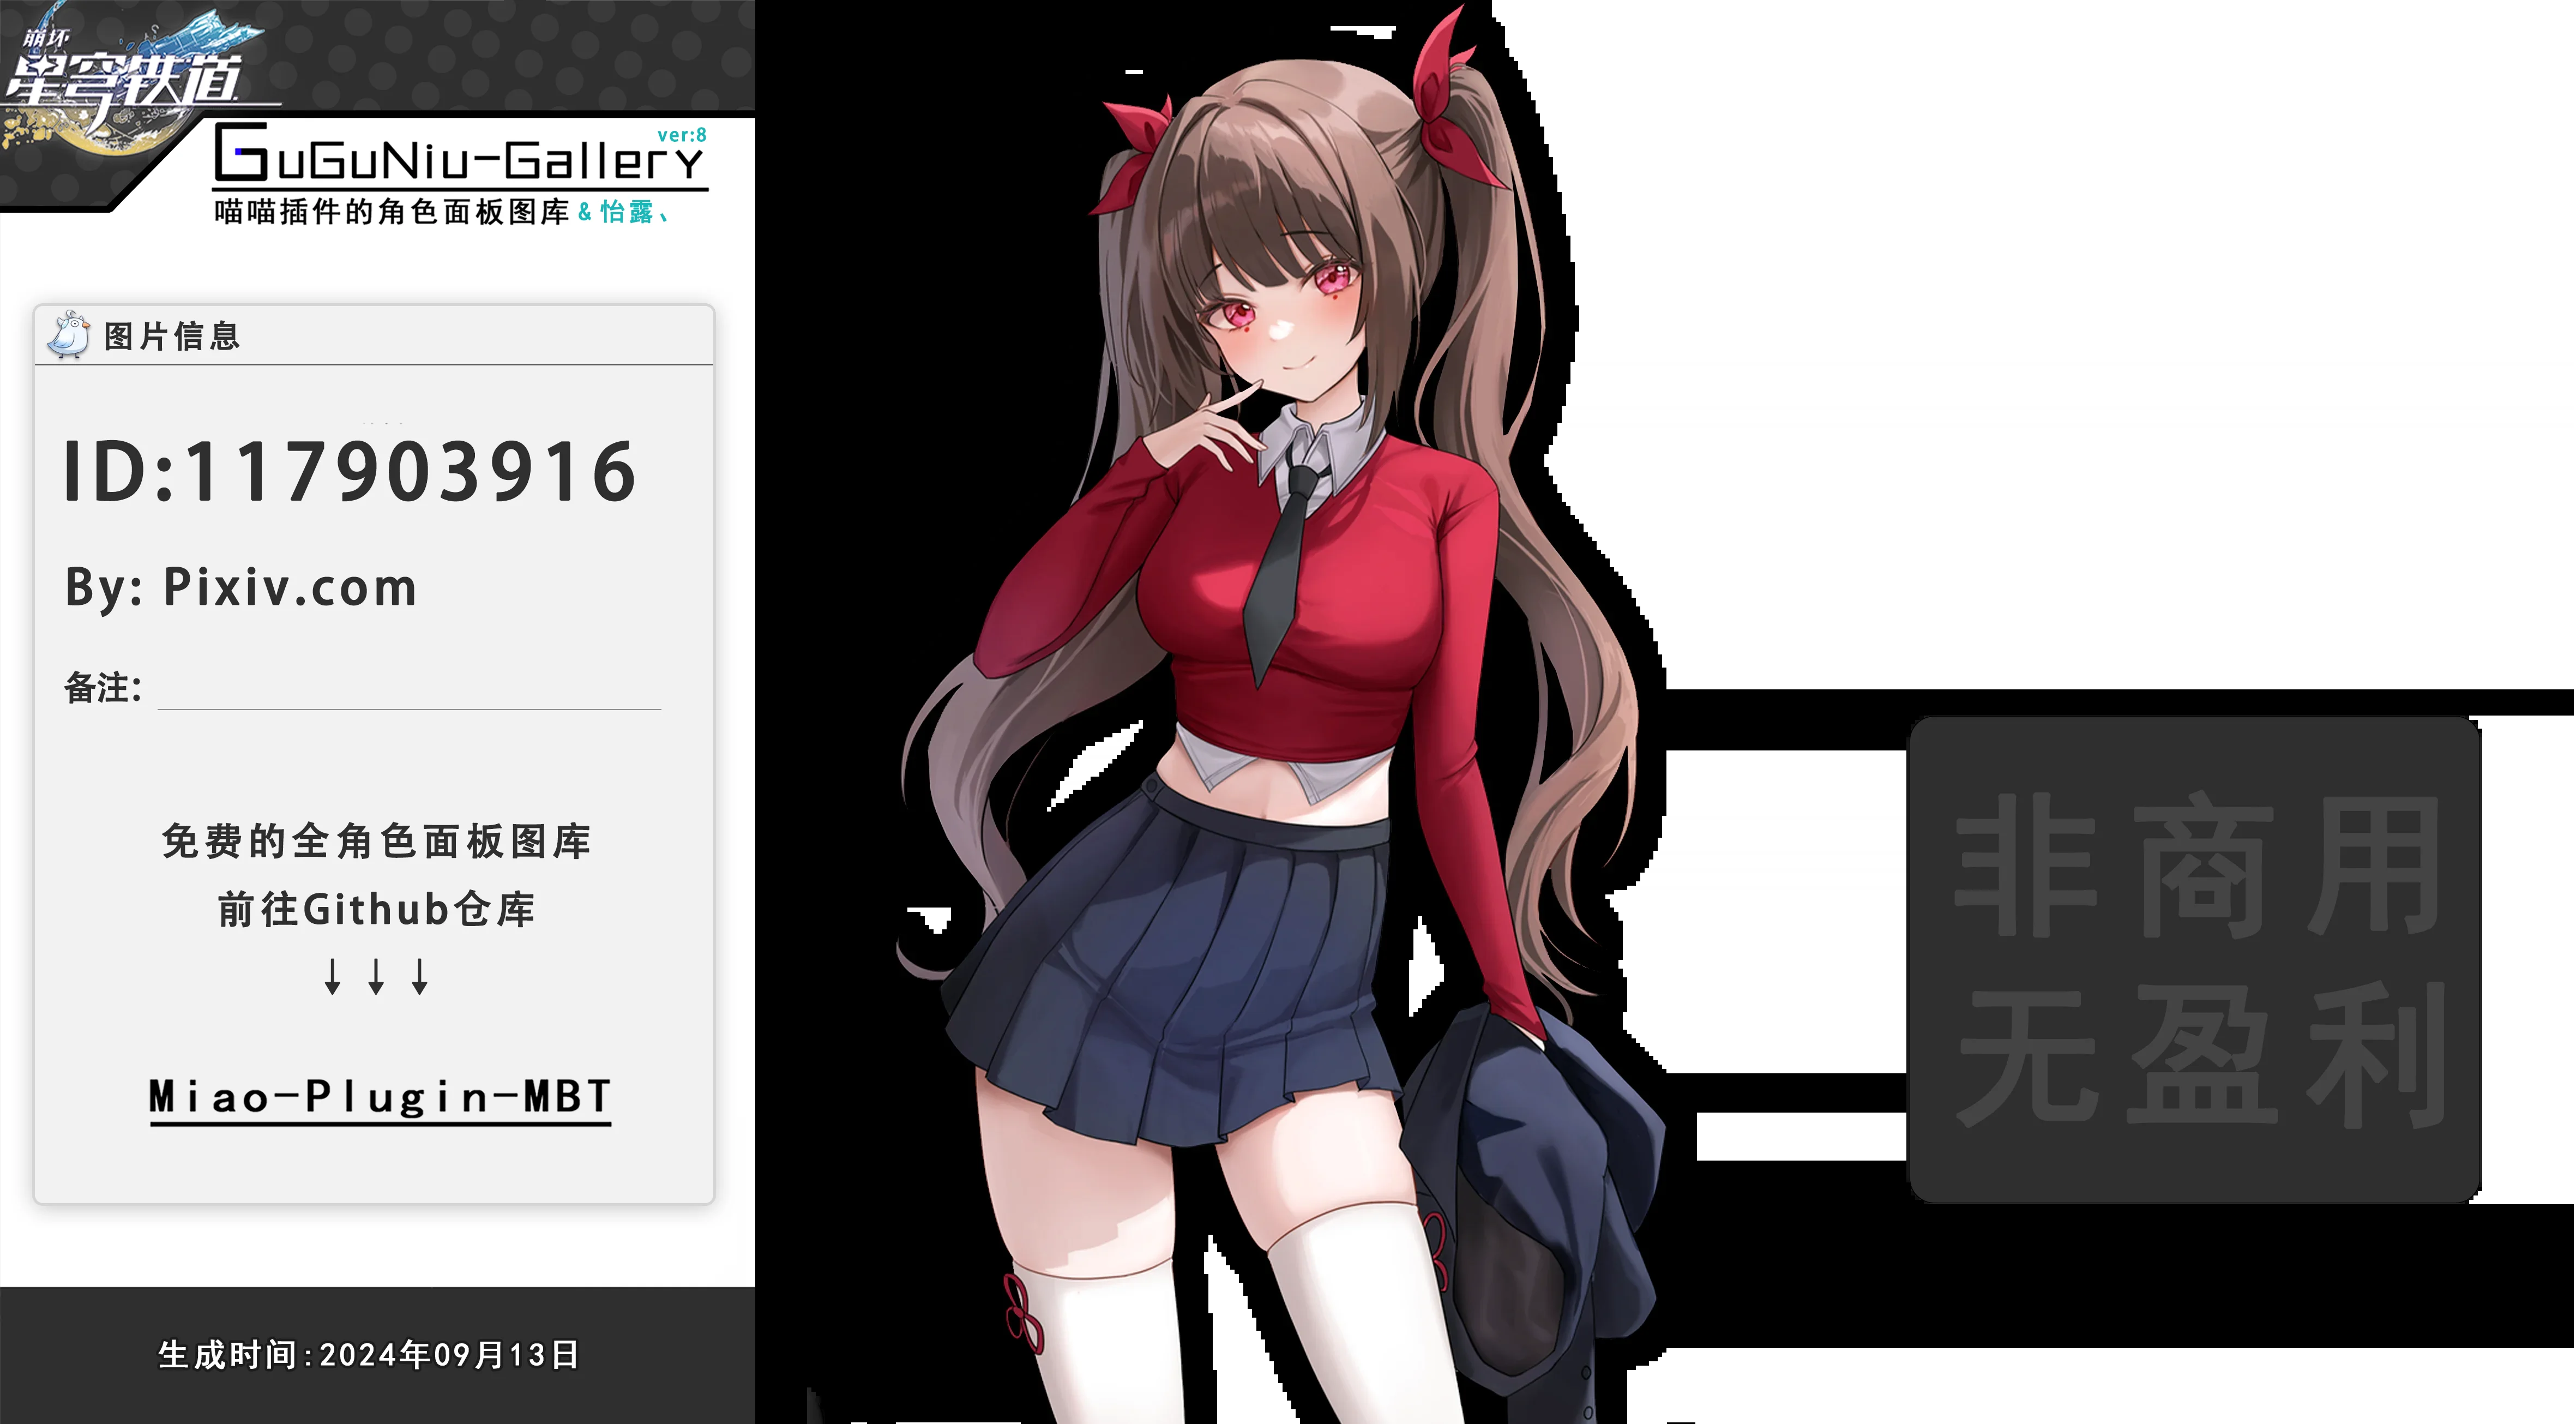 崩坏
星穹铁道
GuGuNiu-Gallery
ver:8
喵喵插件的角色面板图库 & 怡露、
图片信息
ID:117903916
By: Pixiv.com
备注:
免费的全角色面板图库
前往Github仓库
↓ ↓ ↓
Miao-Plugin-MBT
生成时间:2024年09月13日
非商用
无盈利